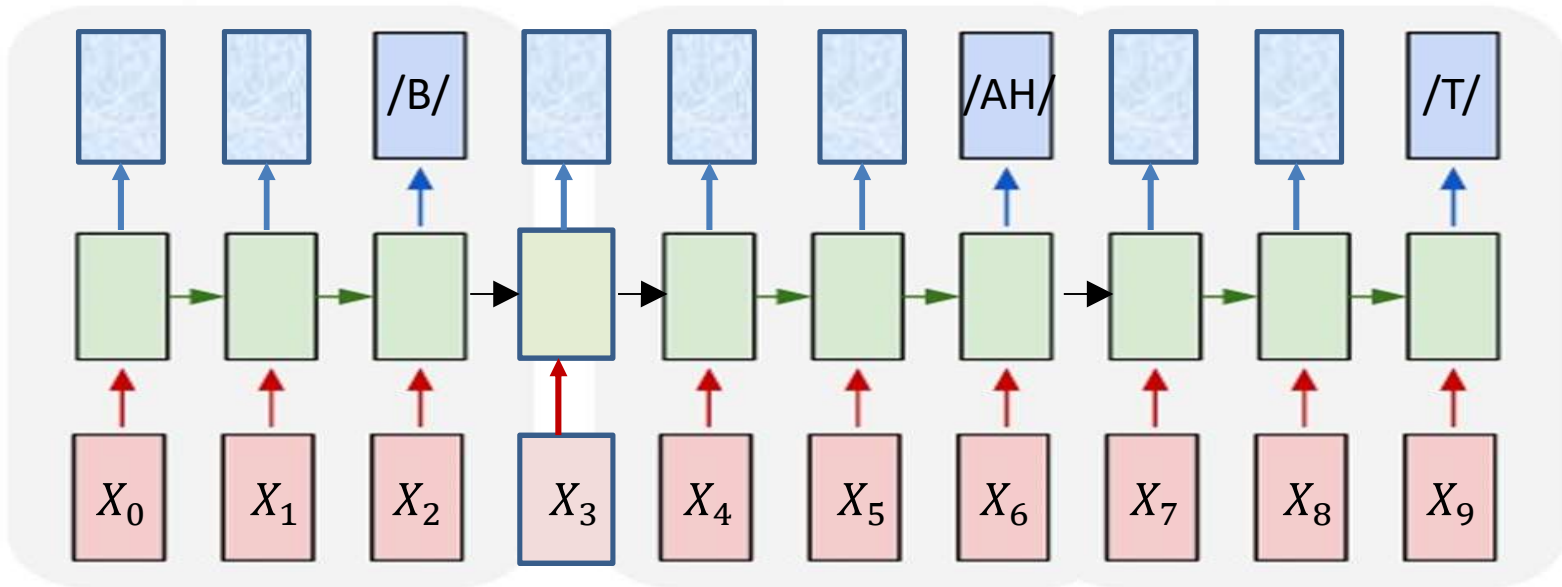 /B/ /AH/ /T/
X₀ X₁ X₂ X₃ X₄ X₅ X₆ X₇ X₈ X₉